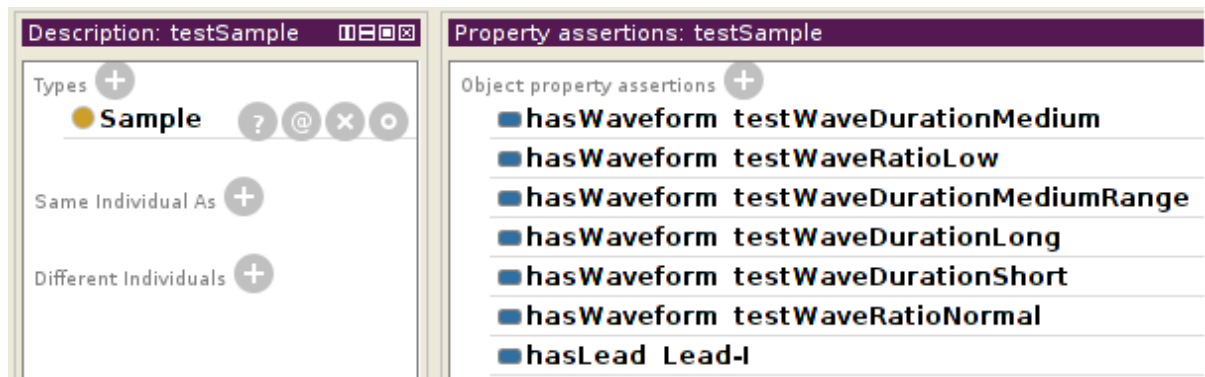 Description: testSample
Types
Sample
Same Individual As
Different Individuals
Property assertions: testSample
Object property assertions
hasWaveform testWaveDurationMedium
hasWaveform testWaveRatioLow
hasWaveform testWaveDurationMediumRange
hasWaveform testWaveDurationLong
hasWaveform testWaveDurationShort
hasWaveform testWaveRatioNormal
hasLead Lead-I